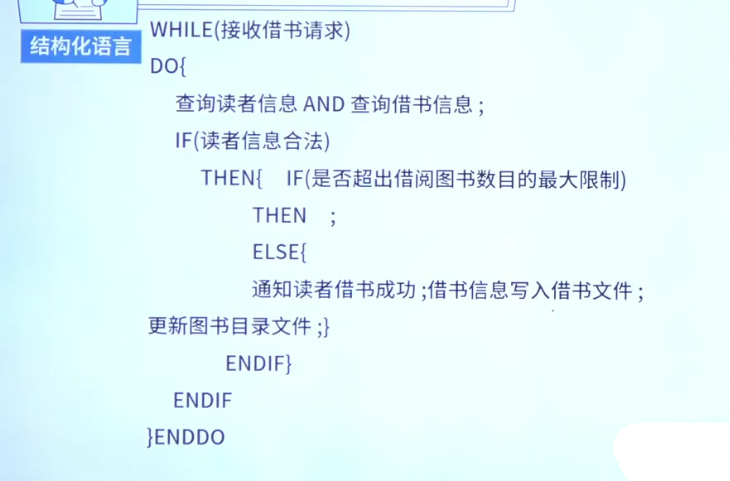 结构化语言
WHILE(接收借书请求)
DO{
查询读者信息 AND 查询借书信息 ;
IF(读者信息合法)
THEN{ IF(是否超出借阅图书数目的最大限制)
THEN ;
ELSE{
通知读者借书成功 ;借书信息写入借书文件 ;
更新图书目录文件 ;}
ENDIF}
ENDIF
}ENDDO